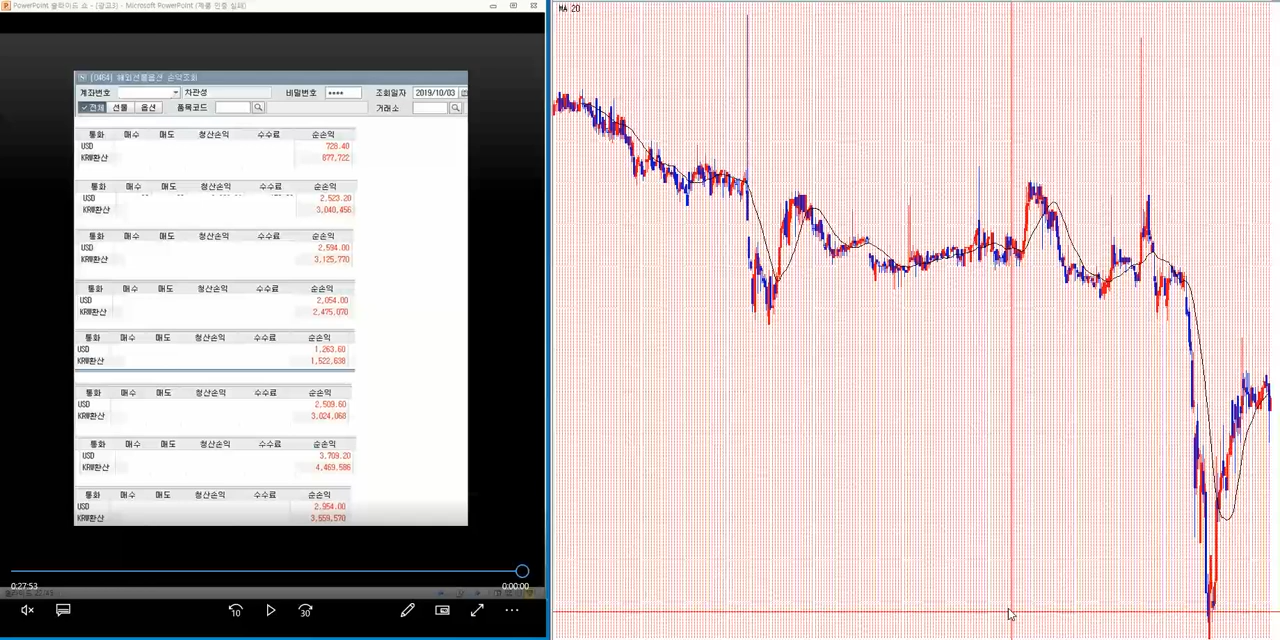 PowerPoint 슬라이드 쇼 - [광고3] - Microsoft PowerPoint (제품 인증 실패)
[0464] 해외선물옵션 손익조회
계좌번호 차관성 비밀번호 **** 조회일자 2019/10/03
전체 선물 옵션 품목코드 거래소
통화 매수 매도 청산손익 수수료 순손익
USD 728.40
KRW환산 877,722
통화 매수 매도 청산손익 수수료 순손익
USD 2,523.20
KRW환산 3,040,456
통화 매수 매도 청산손익 수수료 순손익
USD 2,594.00
KRW환산 3,125,770
통화 매수 매도 청산손익 수수료 순손익
USD 2,054.00
KRW환산 2,475,070
통화 매수 매도 청산손익 수수료 순손익
USD 1,263.60
KRW환산 1,522,638
통화 매수 매도 청산손익 수수료 순손익
USD 2,509.60
KRW환산 3,024,068
통화 매수 매도 청산손익 수수료 순손익
USD 3,709.20
KRW환산 4,469,586
통화 매수 매도 청산손익 수수료 순손익
USD 2,954.00
KRW환산 3,559,570
0:27:53 0:00:00
10 30
MA 20